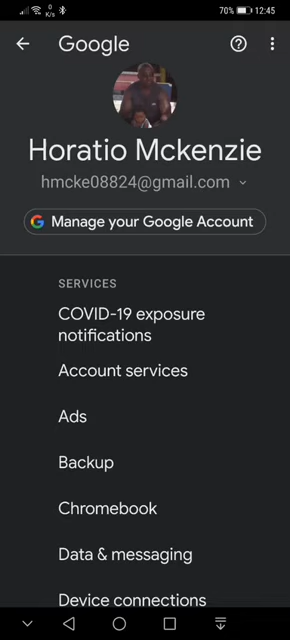 0
K/s
70% 12:45
Google
Horatio Mckenzie
hmcke08824@gmail.com
Manage your Google Account
SERVICES
COVID-19 exposure
notifications
Account services
Ads
Backup
Chromebook
Data & messaging
Device connections